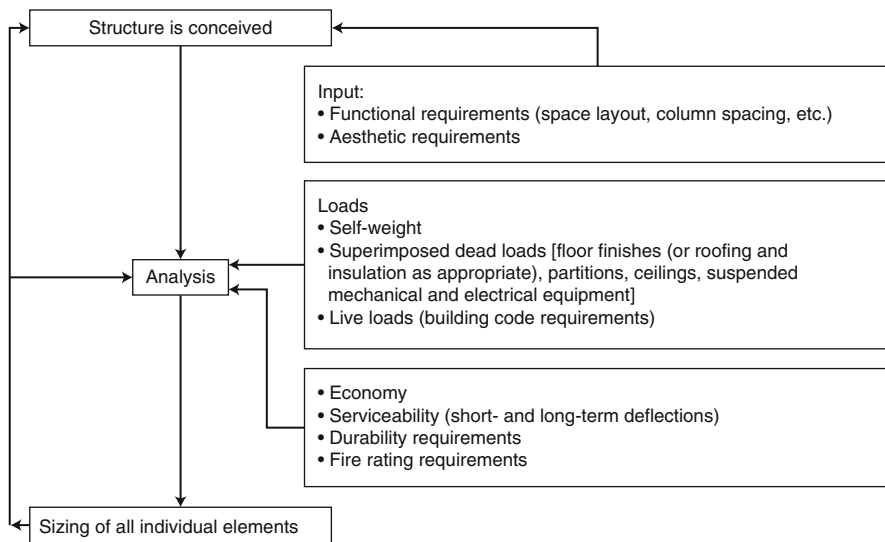 Structure is conceived
Input:
• Functional requirements (space layout, column spacing, etc.)
• Aesthetic requirements
Loads
• Self-weight
• Superimposed dead loads [floor finishes (or roofing and
insulation as appropriate), partitions, ceilings, suspended
mechanical and electrical equipment]
• Live loads (building code requirements)
Analysis
• Economy
• Serviceability (short- and long-term deflections)
• Durability requirements
• Fire rating requirements
Sizing of all individual elements